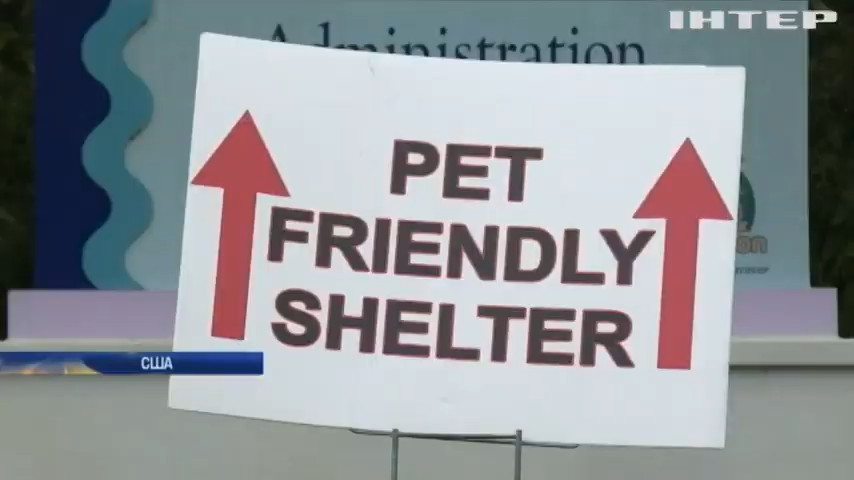 ІНТЕР
Administration
PET
FRIENDLY
SHELTER
США